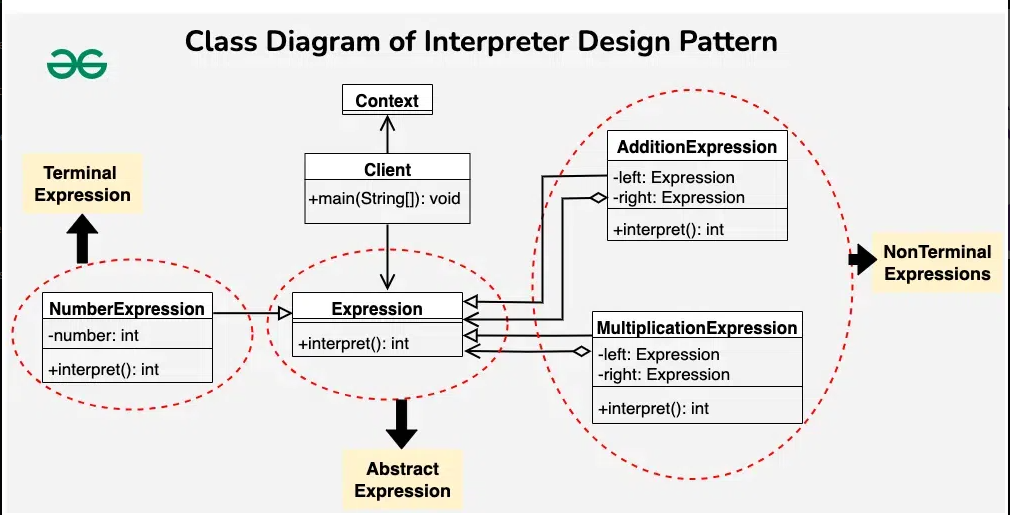 Class Diagram of Interpreter Design Pattern
Context
Client
+main(String[]): void
Terminal
Expression
AdditionExpression
-left: Expression
-right: Expression
+interpret(): int
NonTerminal
Expressions
NumberExpression
-number: int
+interpret(): int
Expression
+interpret(): int
MultiplicationExpression
-left: Expression
-right: Expression
+interpret(): int
Abstract
Expression